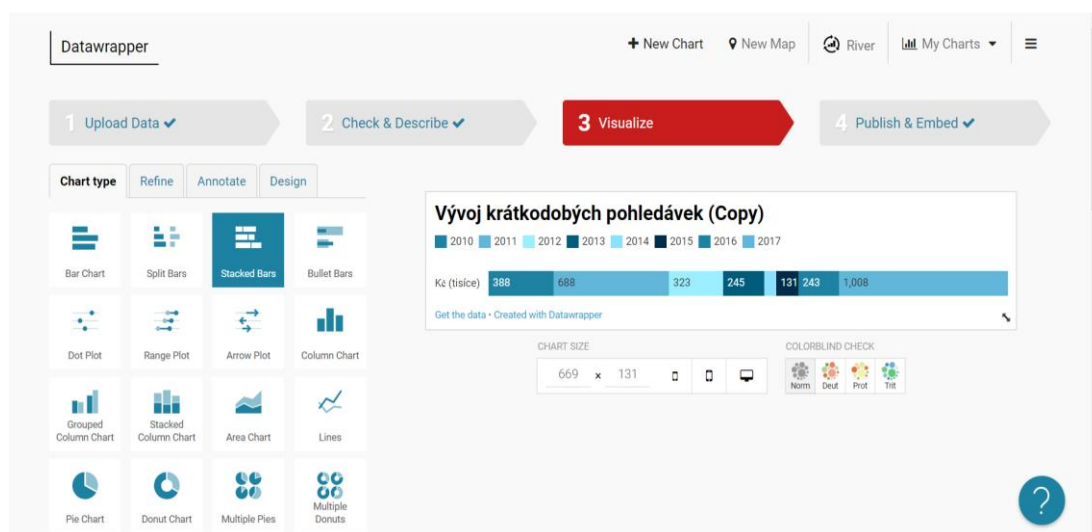 Datawrapper
New Chart New Map River My Charts
1 Upload Data
2 Check & Describe
3 Visualize
4 Publish & Embed
Chart type Refine Annotate Design
Bar Chart Split Bars Stacked Bars Bullet Bars
Dot Plot Range Plot Arrow Plot Column Chart
Grouped Column Chart Stacked Column Chart Area Chart Lines
Pie Chart Donut Chart Multiple Pies Multiple Donuts
Vývoj krátkodobých pohledávek (Copy)
2010 2011 2012 2013 2014 2015 2016 2017
Kč (tisíce) 388 688 323 245 131 243 1,008
Get the data • Created with Datawrapper
CHART SIZE
669 x 131
COLORBLIND CHECK
Norm Deut Prot Trit
?